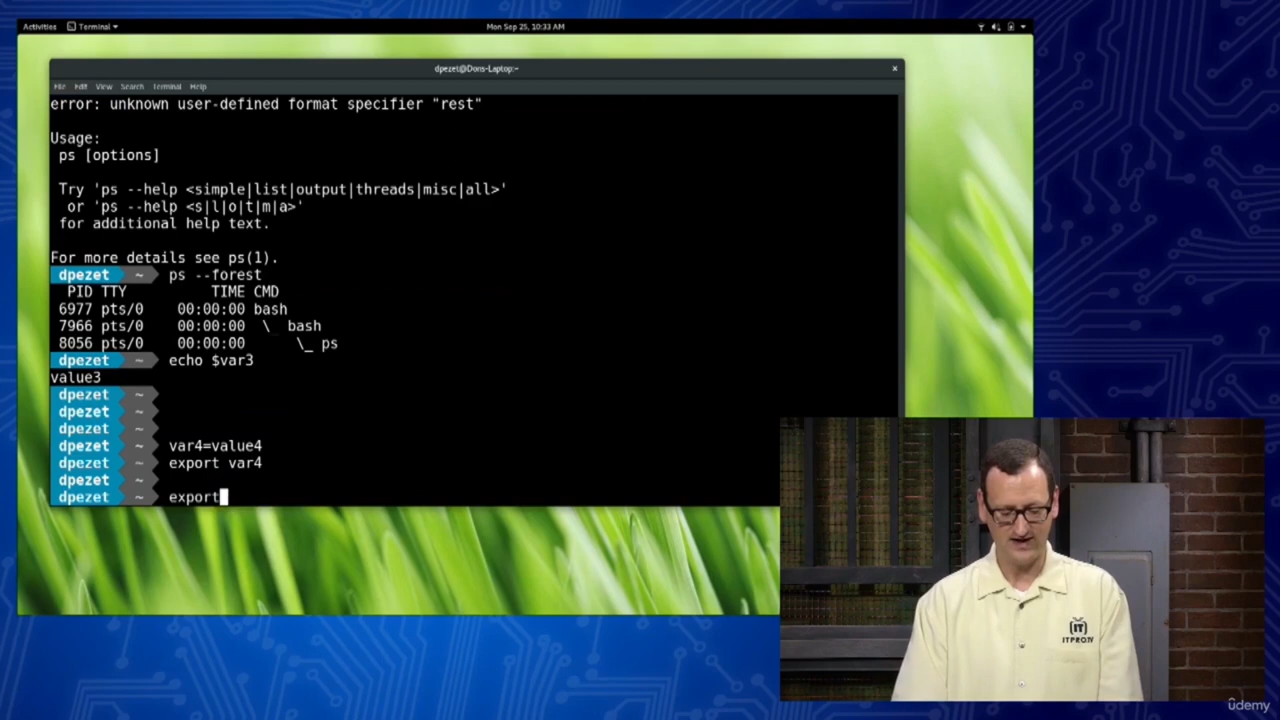 Activities Terminal Mon Sep 25, 10:33 AM
dpezet@Dons-Laptop:~ ×
File Edit View Search Terminal Help
error: unknown user-defined format specifier "rest"
Usage:
ps [options]
Try 'ps --help <simple|list|output|threads|misc|all>'
or 'ps --help <s|l|o|t|m|a>'
for additional help text.
For more details see ps(1).
dpezet ~ ps --forest
PID TTY TIME CMD
6977 pts/0 00:00:00 bash
7966 pts/0 00:00:00 \_ bash
8056 pts/0 00:00:00 \_ ps
dpezet ~ echo $var3
value3
dpezet ~
dpezet ~
dpezet ~
dpezet ~ var4=value4
dpezet ~ export var4
dpezet ~
dpezet ~ export
IT
ITPRO.TV
ûdemy